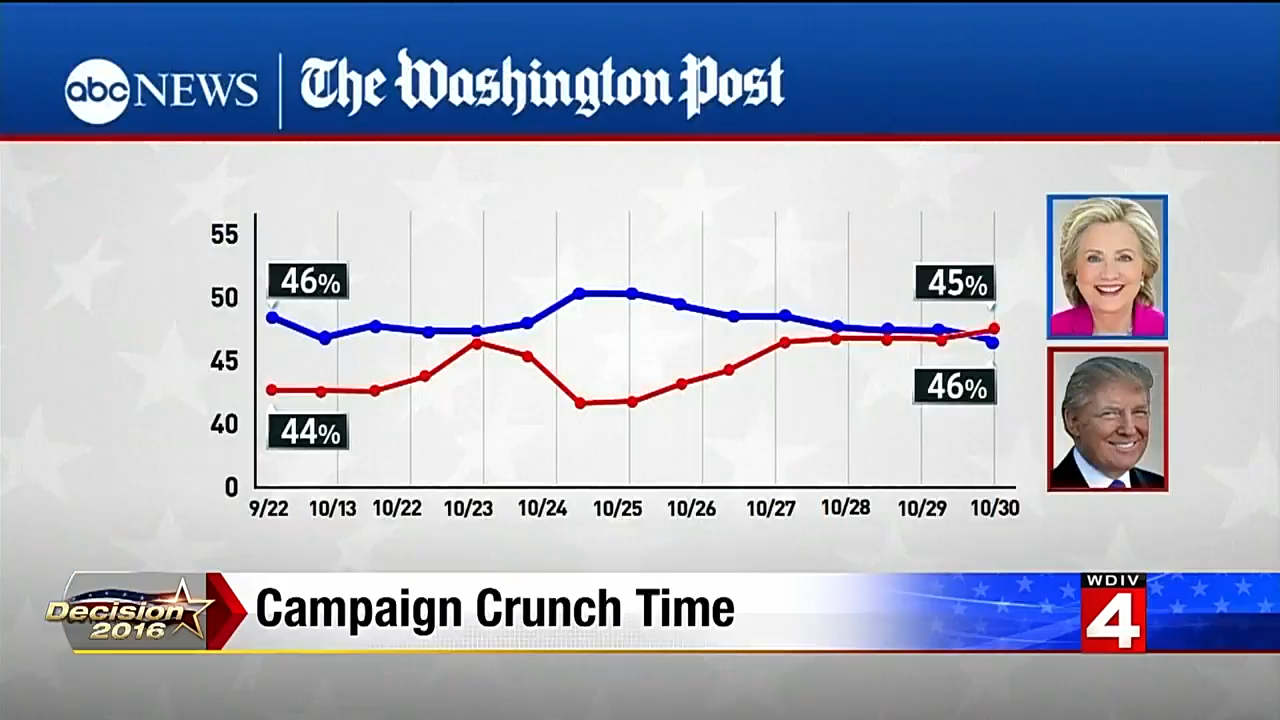 abc NEWS The Washington Post
55
46%
45%
50
45
46%
44%
40
0
9/22 10/13 10/22 10/23 10/24 10/25 10/26 10/27 10/28 10/29 10/30
Decision
2016
Campaign Crunch Time
WDIV
4